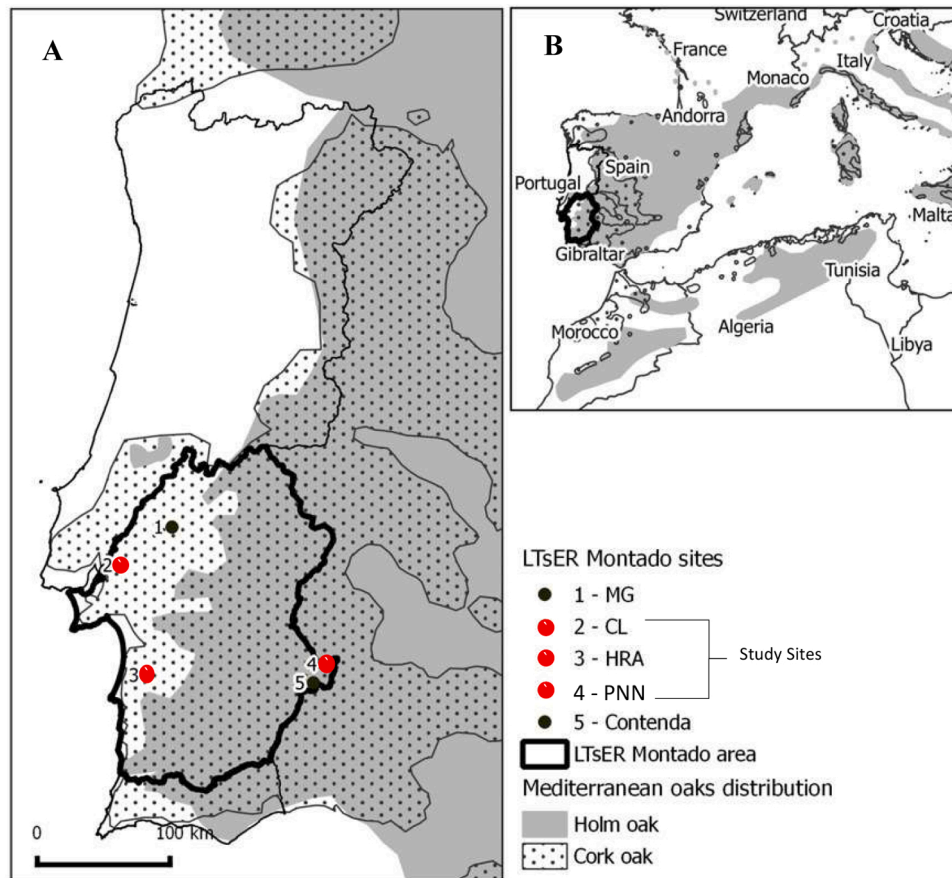 A
1
2
3
4
5
0
100 km
B
Switzerland
Croatia
France
Italy
Monaco
Andorra
Spain
Portugal
Malta
Gibraltar
Tunisia
Algeria
Morocco
Libya
LTsER Montado sites
1 - MG
2 - CL
3 - HRA
Study Sites
4 - PNN
5 - Contenda
LTsER Montado area
Mediterranean oaks distribution
Holm oak
Cork oak